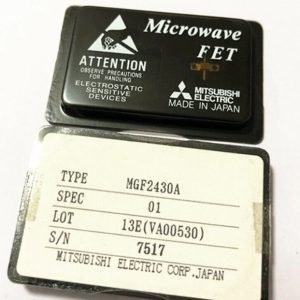 Microwave
FET
ATTENTION
OBSERVE PRECAUTIONS
FOR HANDLING
ELECTROSTATIC
SENSITIVE
DEVICES
MITSUBISHI
ELECTRIC
MADE IN JAPAN
TYPE MGF2430A
SPEC 01
LOT 13E(VA00530)
S/N 7517
MITSUBISHI ELECTRIC CORP.JAPAN